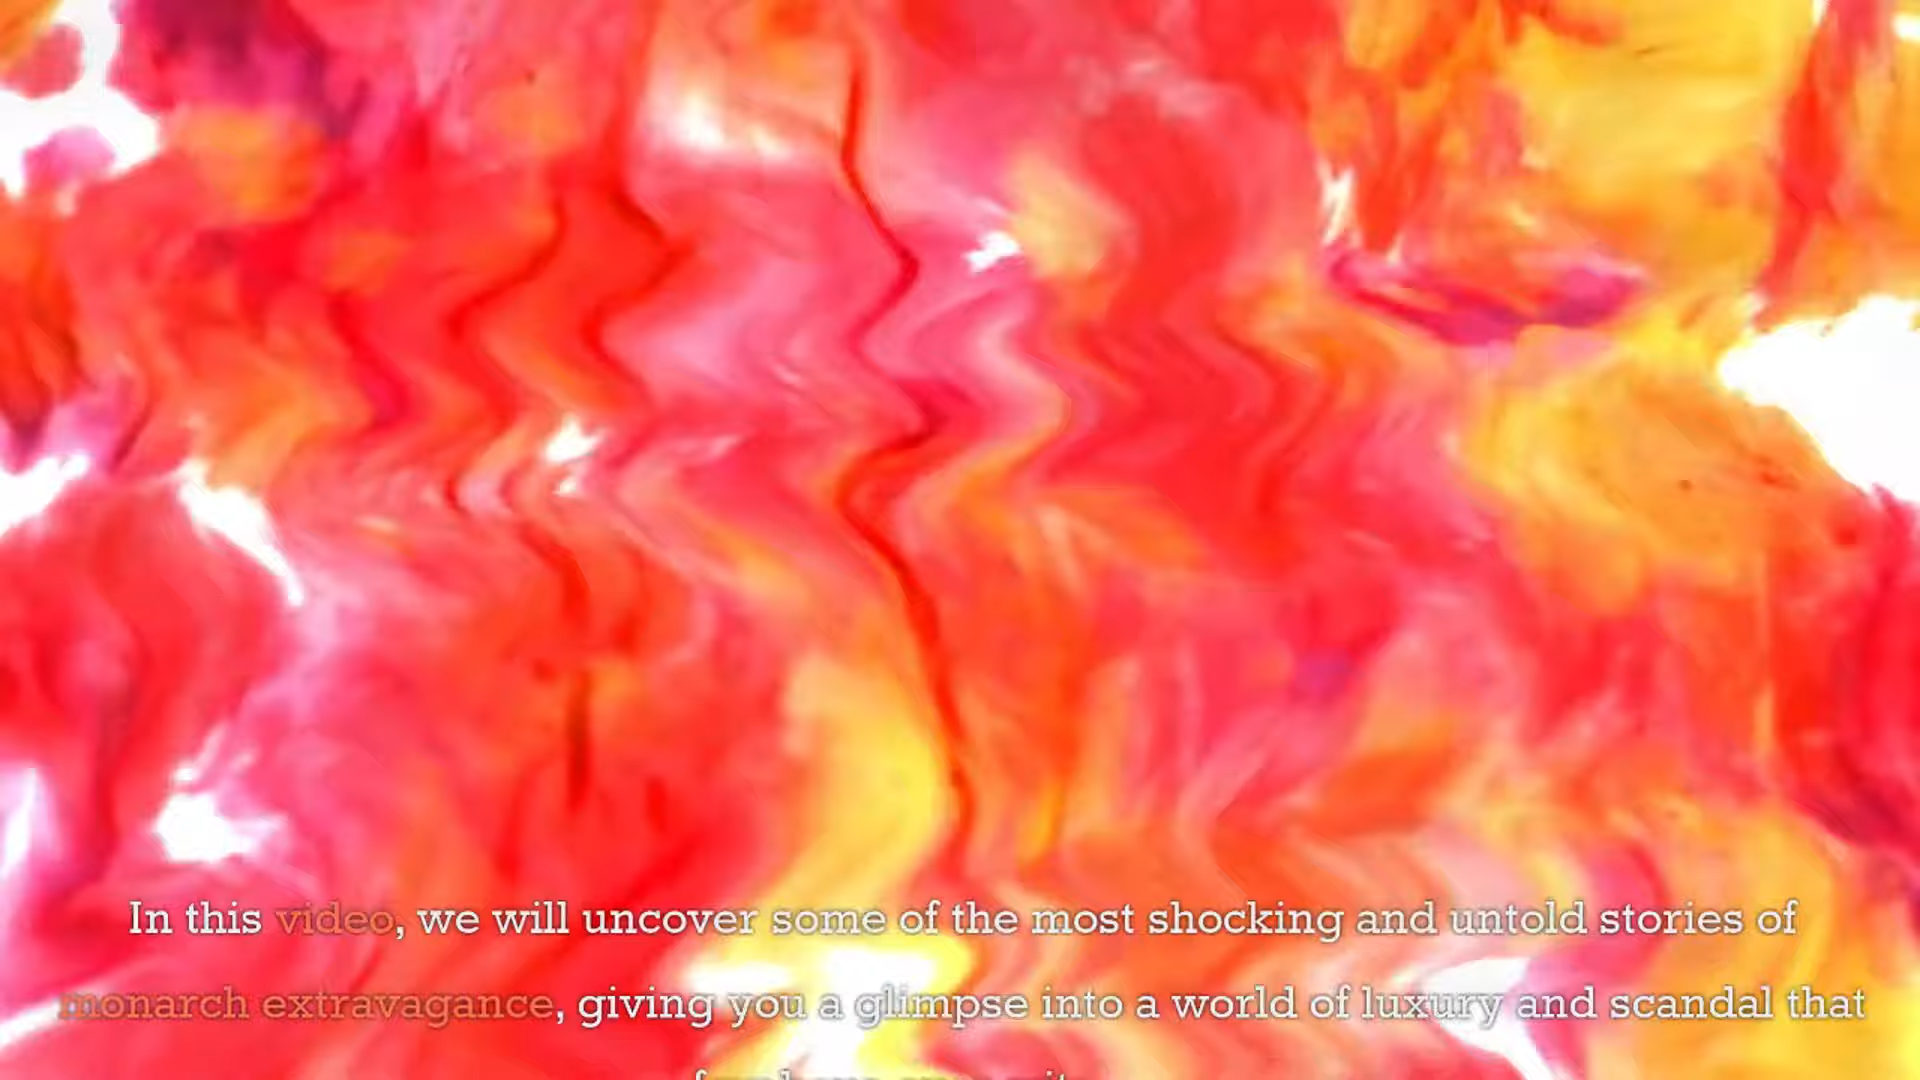 In this video, we will uncover some of the most shocking and untold stories of
monarch extravagance, giving you a glimpse into a world of luxury and scandal that